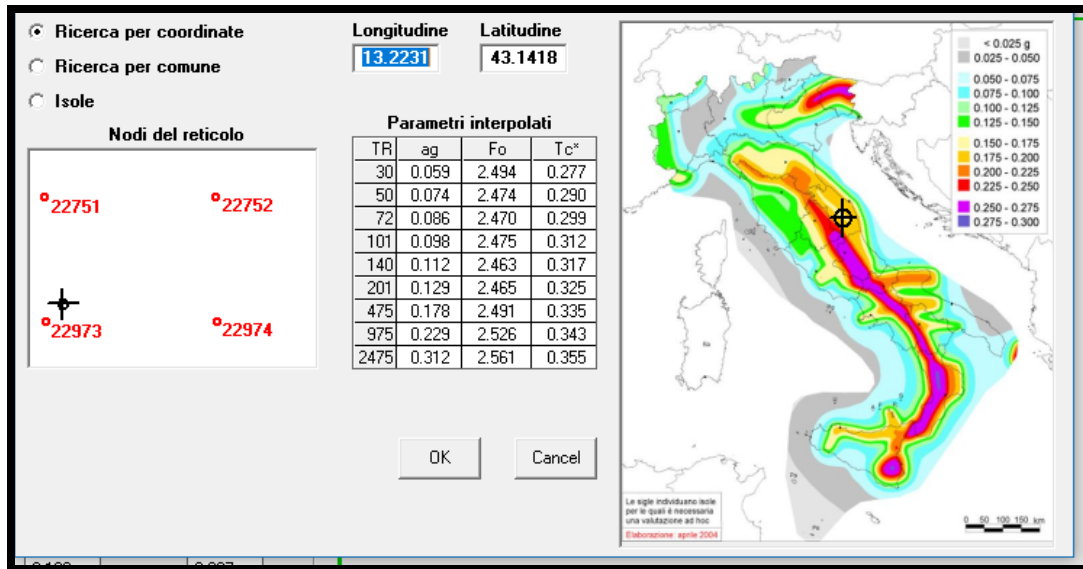 Ricerca per coordinate
Ricerca per comune
Isole
Longitudine Latitudine
13.2231 43.1418
Nodi del reticolo
22751 22752
22973 22974
Parametri interpolati
TR ag Fo Tc*
30 0.059 2.494 0.277
50 0.074 2.474 0.290
72 0.086 2.470 0.299
101 0.098 2.475 0.312
140 0.112 2.463 0.317
201 0.129 2.465 0.325
475 0.178 2.491 0.335
975 0.229 2.526 0.343
2475 0.312 2.561 0.355
OK Cancel
< 0.025 g
0.025 - 0.050
0.050 - 0.075
0.075 - 0.100
0.100 - 0.125
0.125 - 0.150
0.150 - 0.175
0.175 - 0.200
0.200 - 0.225
0.225 - 0.250
0.250 - 0.275
0.275 - 0.300
Le sigle individuano isole
per le quali é necessaria
una valutazione ad hoc
Elaborazione: aprile 2004
0 50 100 150 km